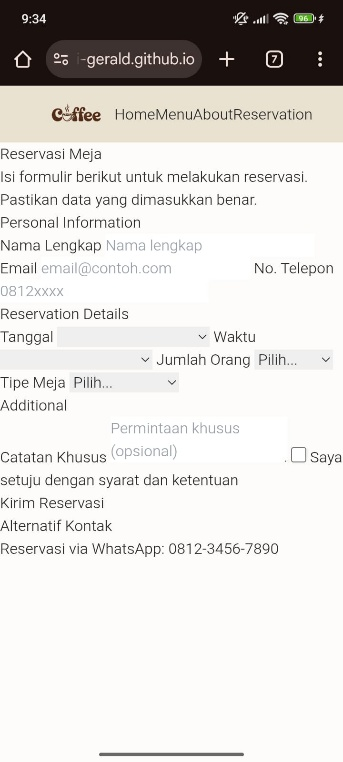 9:34
96
i-gerald.github.io
7
Coffee HomeMenuAboutReservation
Reservasi Meja
Isi formulir berikut untuk melakukan reservasi.
Pastikan data yang dimasukkan benar.
Personal Information
Nama Lengkap Nama lengkap
Email email@contoh.com No. Telepon
0812xxxx
Reservation Details
Tanggal Waktu
Jumlah Orang Pilih...
Tipe Meja Pilih...
Additional
Permintaan khusus
(opsional)
Catatan Khusus . Saya
setuju dengan syarat dan ketentuan
Kirim Reservasi
Alternatif Kontak
Reservasi via WhatsApp: 0812-3456-7890